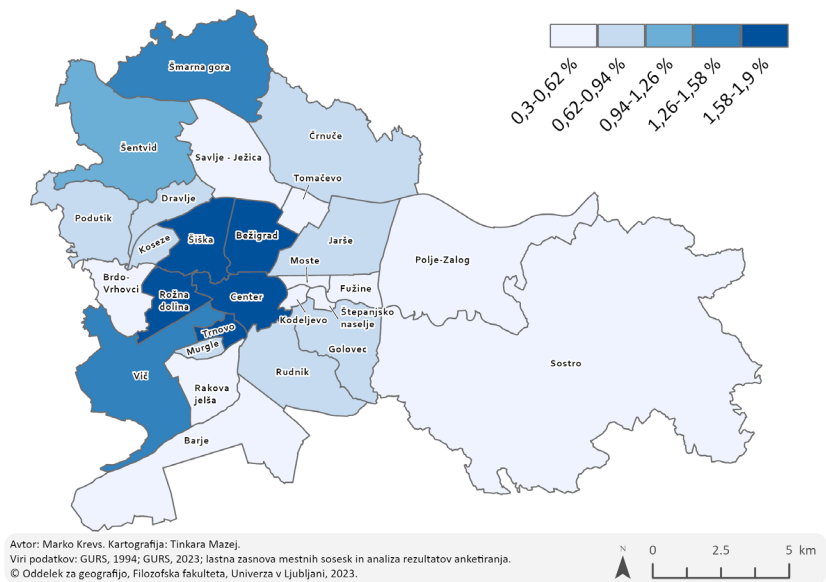 0,3-0,62 %
0,62-0,94 %
0,94-1,26 %
1,26-1,58 %
1,58-1,9 %
Šmarna gora
Šentvid
Savlje - Ježica
Črnuče
Tomačevo
Dravlje
Podutik
Koseze
Šiška
Bežigrad
Jarše
Moste
Polje-Zalog
Brdo-
Vrhovci
Rožna
dolina
Center
Fužine
Kodeljevo
Štepanjsko
naselje
Trnovo
Murgle
Golovec
Sostro
Vič
Rudnik
Rakova
jelša
Barje
Avtor: Marko Krevs. Kartografija: Tinkara Mazej.
Viri podatkov: GURS, 1994; GURS, 2023; lastna zasnova mestnih sosesk in analiza rezultatov anketiranja.
© Oddelek za geografijo, Filozofska fakulteta, Univerza v Ljubljani, 2023.
N
0 2.5 5 km